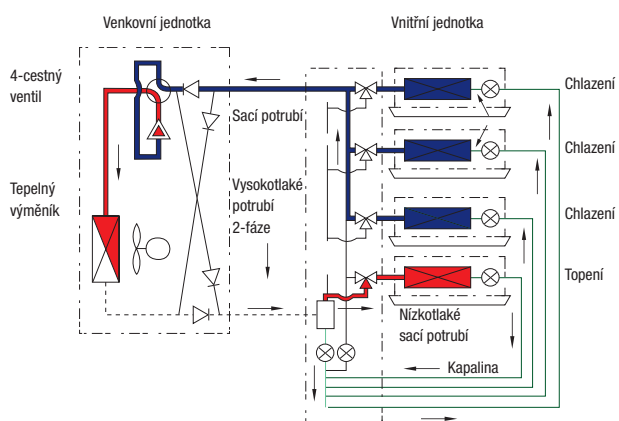 Venkovní jednotka
Vnitřní jednotka
4-cestný
ventil
Sací potrubí
Chlazení
Chlazení
Tepelný
výměník
Vysokotlaké
potrubí
2-fáze
Chlazení
Topení
Nízkotlaké
sací potrubí
Kapalina